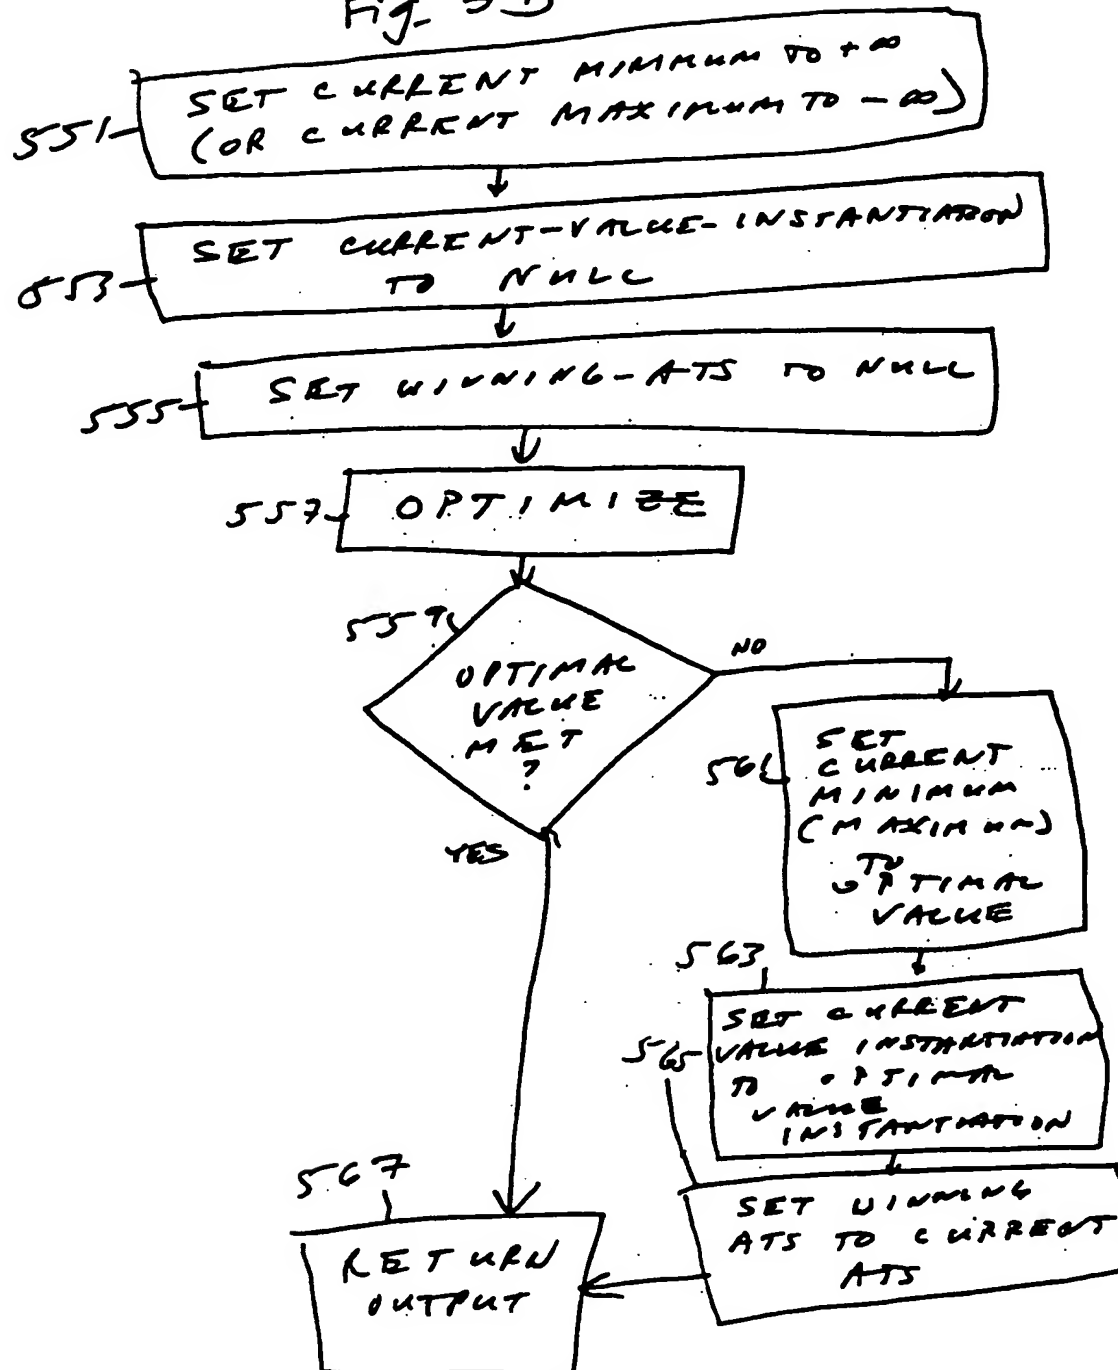 Fig. 5B
SET CURRENT MINIMUM TO +∞
(OR CURRENT MAXIMUM TO -∞)
551
SET CURRENT-VALUE-INSTANTIATION
TO NULL
553
SET WINNING-ATS TO NULL
555
OPTIMIZE
557
559
OPTIMAL
VALUE
MET
?
NO
YES
561
SET
CURRENT
MINIMUM
(MAXIMUM)
TO
OPTIMAL
VALUE
563
SET CURRENT
VALUE INSTANTIATION
TO OPTIMAL
VALUE
INSTANTIATION
565
SET WINNING
ATS TO CURRENT
ATS
567
RETURN
OUTPUT